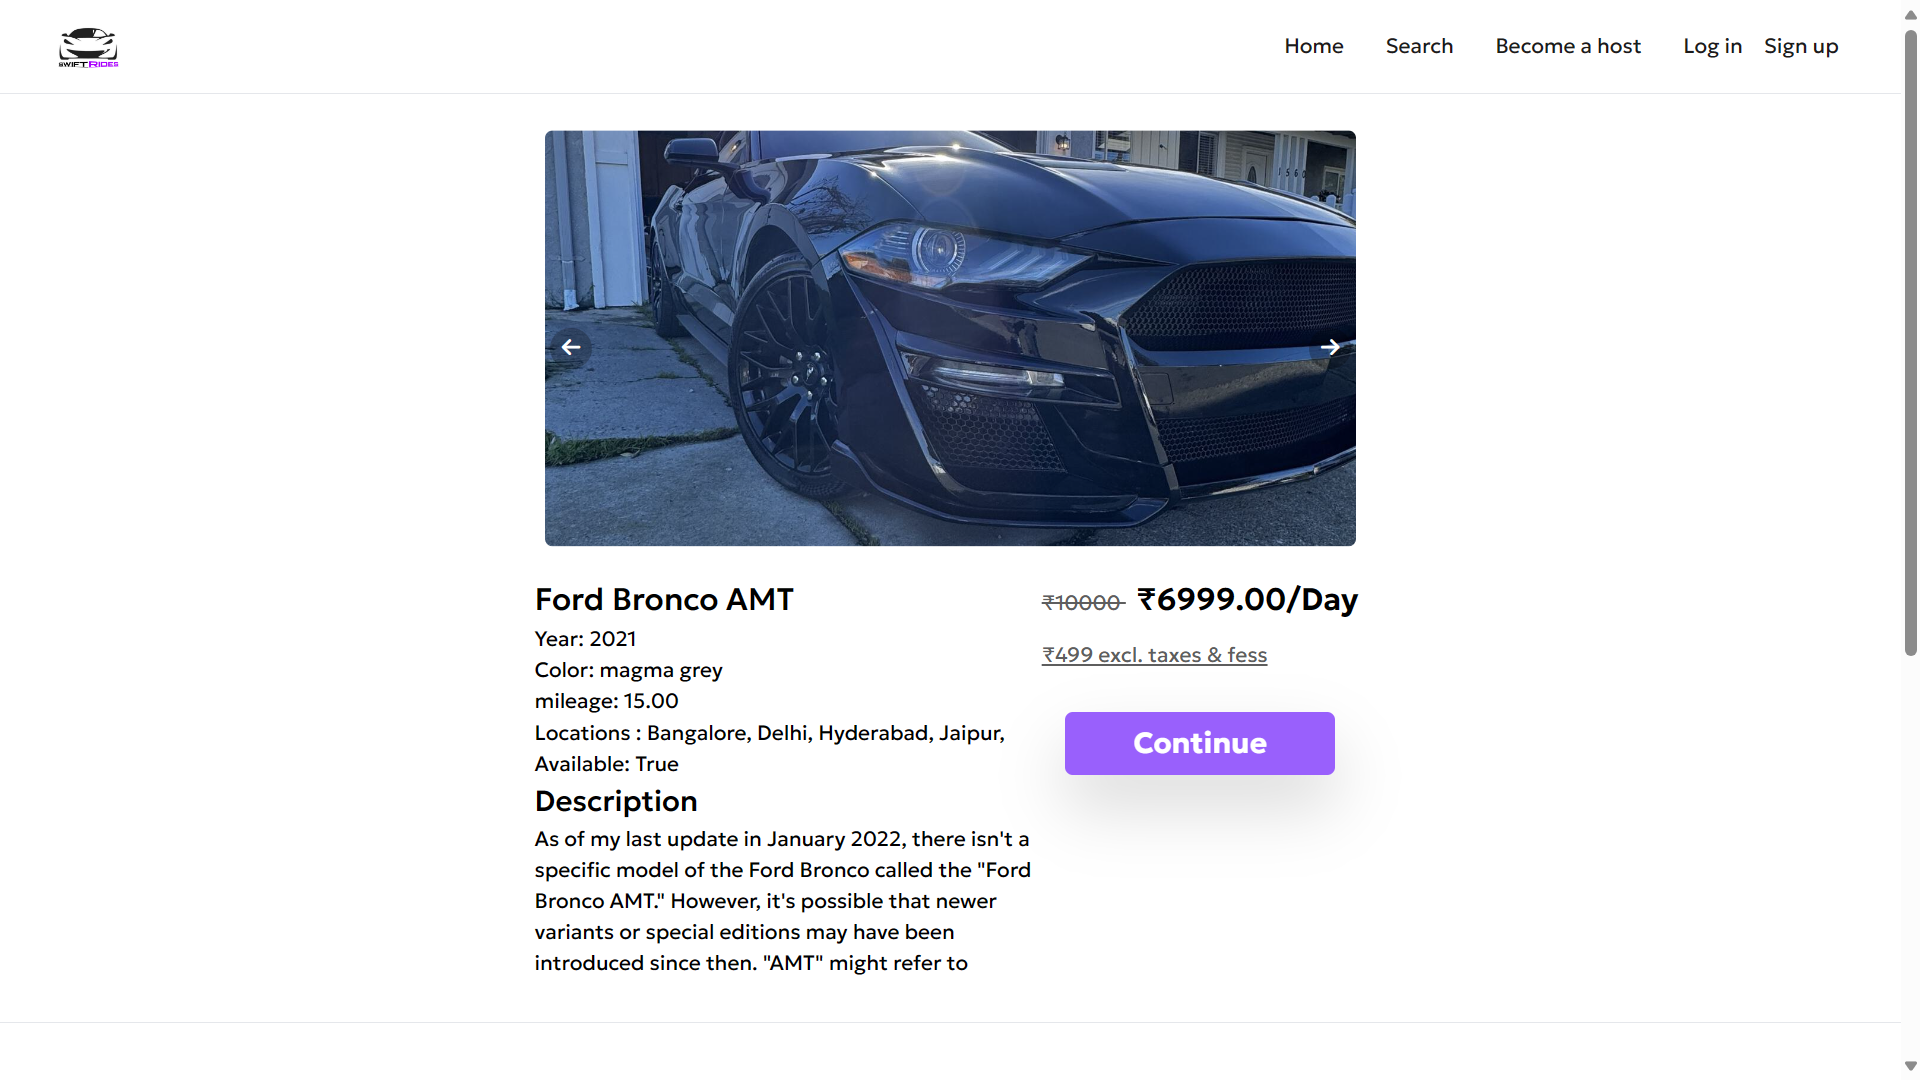 SWIFTRIDES
Home
Search
Become a host
Log in
Sign up
1560
Ford Bronco AMT
₹10000
₹6999.00/Day
Year: 2021
₹499 excl. taxes & fess
Color: magma grey
mileage: 15.00
Continue
Locations : Bangalore, Delhi, Hyderabad, Jaipur,
Available: True
Description
As of my last update in January 2022, there isn't a
specific model of the Ford Bronco called the "Ford
Bronco AMT." However, it's possible that newer
variants or special editions may have been
introduced since then. "AMT" might refer to